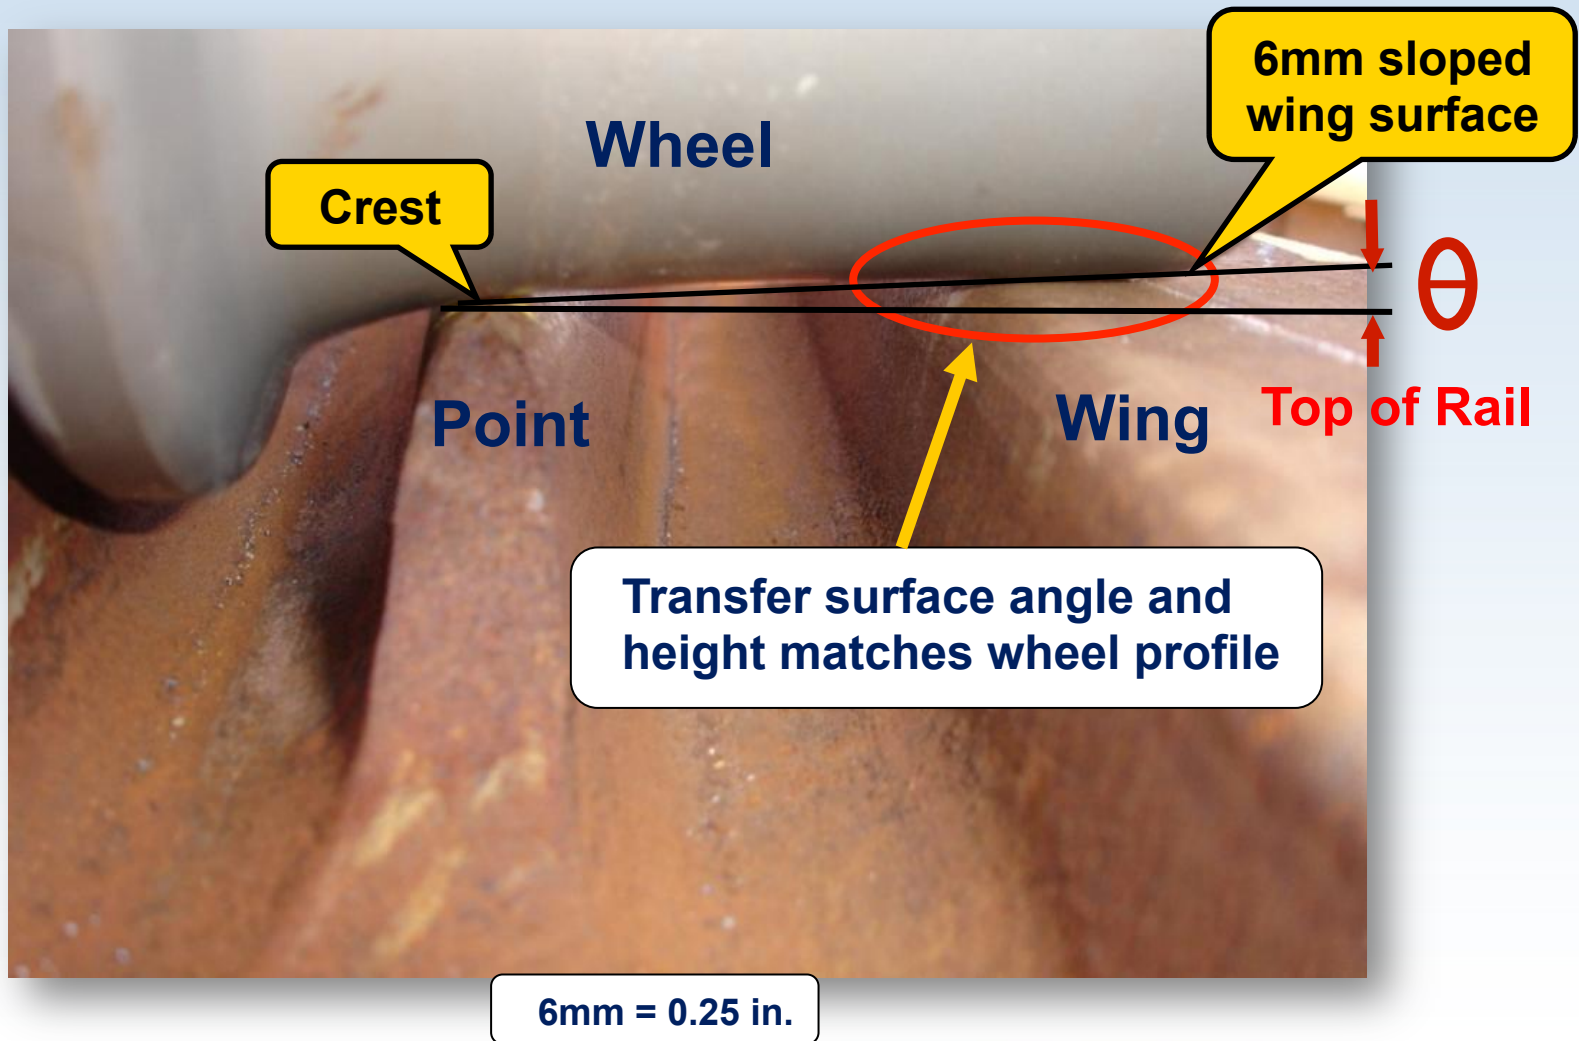 6mm sloped
wing surface
Wheel
Crest
θ
Point
Wing
Top of Rail
Transfer surface angle and
height matches wheel profile
6mm = 0.25 in.